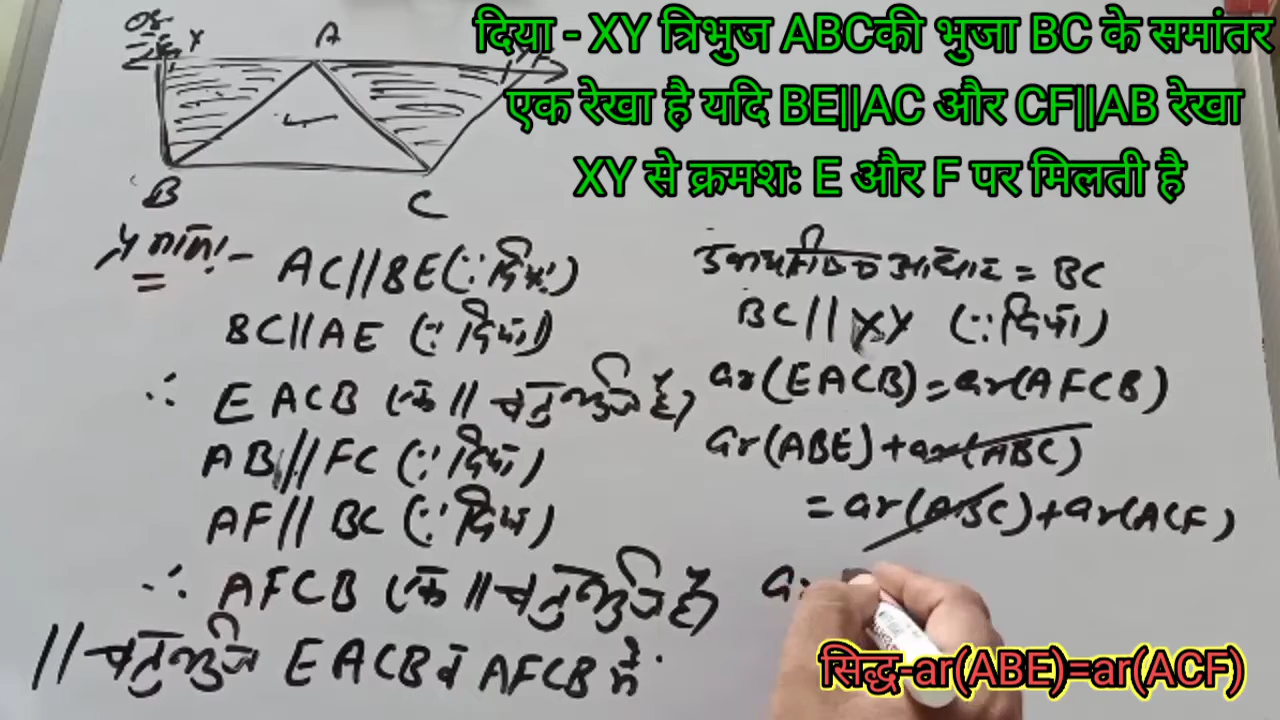 दिया - XY त्रिभुज ABCकी भुजा BC के समांतर
एक रेखा है यदि BE||AC और CF||AB रेखा
XY से क्रमशः E और F पर मिलती है
X A
B C
प्रमाण:-
AC//BE(∵दिया)
BC//AE (∵दिया)
∴ EACB एक // चतुर्भुज है
AB//FC (∵दिया)
AF//BC (∵दिया)
∴ AFCB एक // चतुर्भुज है
// चतुर्भुज EACB व AFCB में
आधार = BC
BC//XY (∵दिया)
ar(EACB)=ar(AFCB)
ar(ABE)+ar(ABC)
=ar(ABC)+ar(ACF)
सिद्ध-ar(ABE)=ar(ACF)